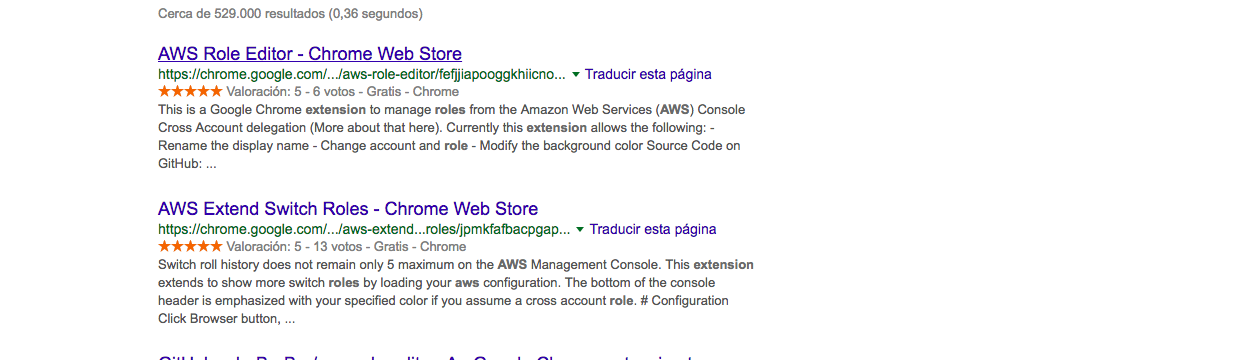 Cerca de 529.000 resultados (0,36 segundos)
AWS Role Editor - Chrome Web Store
https://chrome.google.com/.../aws-role-editor/fefjjiapooggkhiicno... Traducir esta página
Valoración: 5 - 6 votos - Gratis - Chrome
This is a Google Chrome extension to manage roles from the Amazon Web Services (AWS) Console
Cross Account delegation (More about that here). Currently this extension allows the following: -
Rename the display name - Change account and role - Modify the background color Source Code on
GitHub: ...
AWS Extend Switch Roles - Chrome Web Store
https://chrome.google.com/.../aws-extend...roles/jpmkfafbacpgap... Traducir esta página
Valoración: 5 - 13 votos - Gratis - Chrome
Switch roll history does not remain only 5 maximum on the AWS Management Console. This extension
extends to show more switch roles by loading your aws configuration. The bottom of the console
header is emphasized with your specified color if you assume a cross account role. # Configuration
Click Browser button, ...